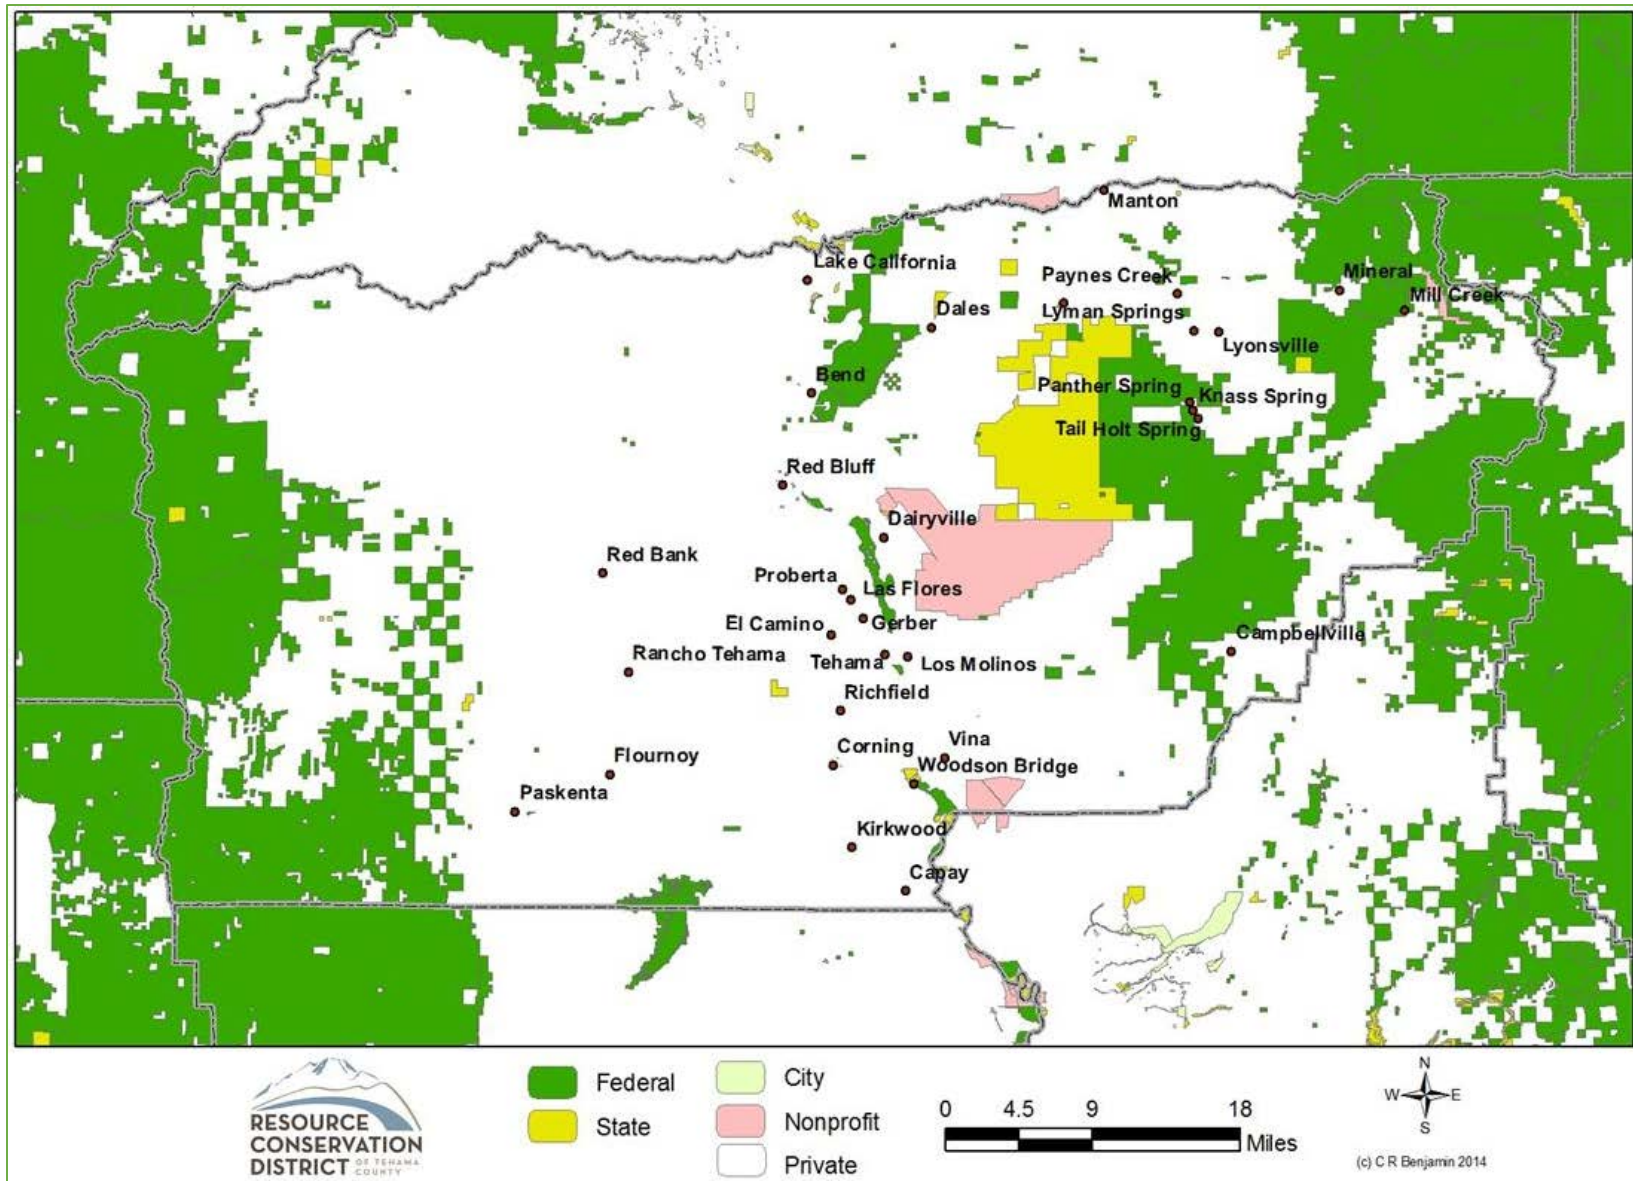 Manton
Lake California
Paynes Creek
Mineral
Mill Creek
Dales
Lyman Springs
Lyonsville
Bend
Panther Spring
Knass Spring
Tail Holt Spring
Red Bluff
Dairyville
Red Bank
Proberta
Las Flores
El Camino
Gerber
Campbellville
Rancho Tehama
Tehama
Los Molinos
Richfield
Corning
Vina
Flournoy
Woodson Bridge
Paskenta
Kirkwood
Capay
RESOURCE
CONSERVATION
DISTRICT OF TEHAMA
COUNTY
Federal
State
City
Nonprofit
Private
0 4.5 9 18
Miles
N
W E
S
(c) C R Benjamin 2014